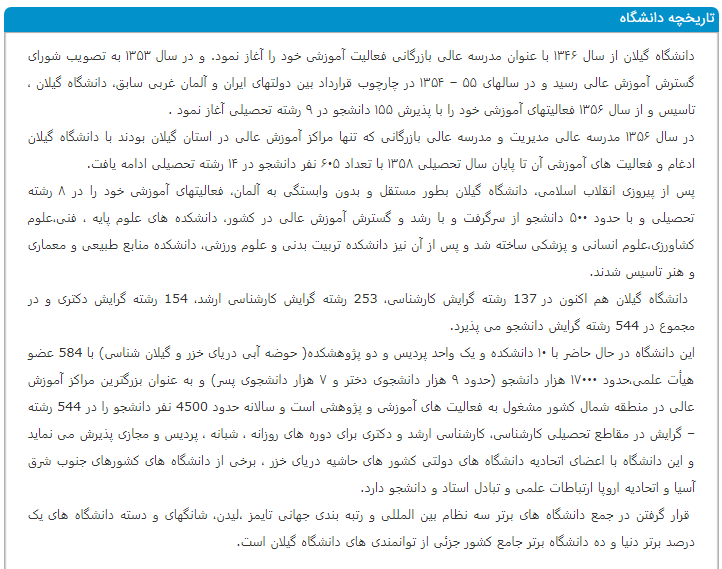 تاریخچه دانشگاه
دانشگاه گیلان از سال ۱۳۴۶ با عنوان مدرسه عالی بازرگانی فعالیت آموزشی خود را آغاز نمود. و در سال ۱۳۵۳ به تصویب شورای
گسترش آموزش عالی رسید و در سالهای ۵۵ – ۱۳۵۴ در چارچوب قرارداد بین دولتهای ایران و آلمان غربی سابق، دانشگاه گیلان ،
تاسیس و از سال ۱۳۵۶ فعالیتهای آموزشی خود را با پذیرش ۱۵۵ دانشجو در ۹ رشته تحصیلی آغاز نمود .
در سال ۱۳۵۶ مدرسه عالی مدیریت و مدرسه عالی بازرگانی که تنها مراکز آموزش عالی در استان گیلان بودند با دانشگاه گیلان
ادغام و فعالیت های آموزشی آن تا پایان سال تحصیلی ۱۳۵۸ با تعداد ۶۰۵ نفر دانشجو در ۱۴ رشته تحصیلی ادامه یافت.
پس از پیروزی انقلاب اسلامی، دانشگاه گیلان بطور مستقل و بدون وابستگی به آلمان، فعالیتهای آموزشی خود را در ۸ رشته
تحصیلی و با حدود ۵۰۰ دانشجو از سرگرفت و با رشد و گسترش آموزش عالی در کشور، دانشکده های علوم پایه ، فنی،علوم
کشاورزی،علوم انسانی و پزشکی ساخته شد و پس از آن نیز دانشکده تربیت بدنی و علوم ورزشی، دانشکده منابع طبیعی و معماری
و هنر تاسیس شدند.
دانشگاه گیلان هم اکنون در 137 رشته گرایش کارشناسی، 253 رشته گرایش کارشناسی ارشد، 154 رشته گرایش دکتری و در
مجموع در 544 رشته گرایش دانشجو می پذیرد.
این دانشگاه در حال حاضر با ۱۰ دانشکده و یک واحد پردیس و دو پژوهشکده( حوضه آبی دریای خزر و گیلان شناسی) با 584 عضو
هیأت علمی،حدود ۱۷۰۰۰ هزار دانشجو (حدود ۹ هزار دانشجوی دختر و ۷ هزار دانشجوی پسر) و به عنوان بزرگترین مراکز آموزش
عالی در منطقه شمال کشور مشغول به فعالیت های آموزشی و پژوهشی است و سالانه حدود 4500 نفر دانشجو را در 544 رشته
– گرایش در مقاطع تحصیلی کارشناسی، کارشناسی ارشد و دکتری برای دوره های روزانه ، شبانه ، پردیس و مجازی پذیرش می نماید
و این دانشگاه با اعضای اتحادیه دانشگاه های دولتی کشور های حاشیه دریای خزر ، برخی از دانشگاه های کشورهای جنوب شرق
آسیا و اتحادیه اروپا ارتباطات علمی و تبادل استاد و دانشجو دارد.
قرار گرفتن در جمع دانشگاه های برتر سه نظام بین المللی و رتبه بندی جهانی تایمز ،لیدن، شانگهای و دسته دانشگاه های یک
درصد برتر دنیا و ده دانشگاه برتر جامع کشور جزئی از توانمندی های دانشگاه گیلان است.